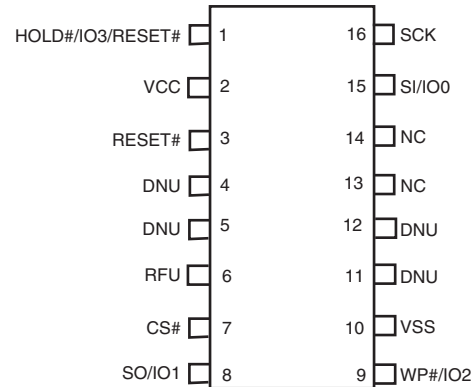 HOLD#/IO3/RESET# 1 16 SCK
VCC 2 15 SI/IO0
RESET# 3 14 NC
DNU 4 13 NC
DNU 5 12 DNU
RFU 6 11 DNU
CS# 7 10 VSS
SO/IO1 8 9 WP#/IO2